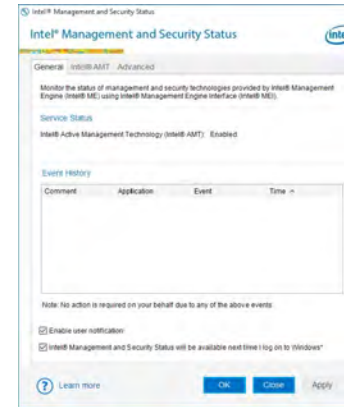 Intel® Management and Security Status
Intel® Management and Security Status
General Intel® AMT Advanced
Monitor the status of management and security technologies provided by Intel® Management
Engine (Intel® ME) using Intel® Management Engine Interface (Intel® MEI).
Service Status
Intel® Active Management Technology (Intel® AMT): Enabled
Event History
Comment Application Event Time
Note: No action is required on your behalf due to any of the above events.
Enable user notification
Intel® Management and Security Status will be available next time I log on to Windows*
? Learn more OK Close Apply